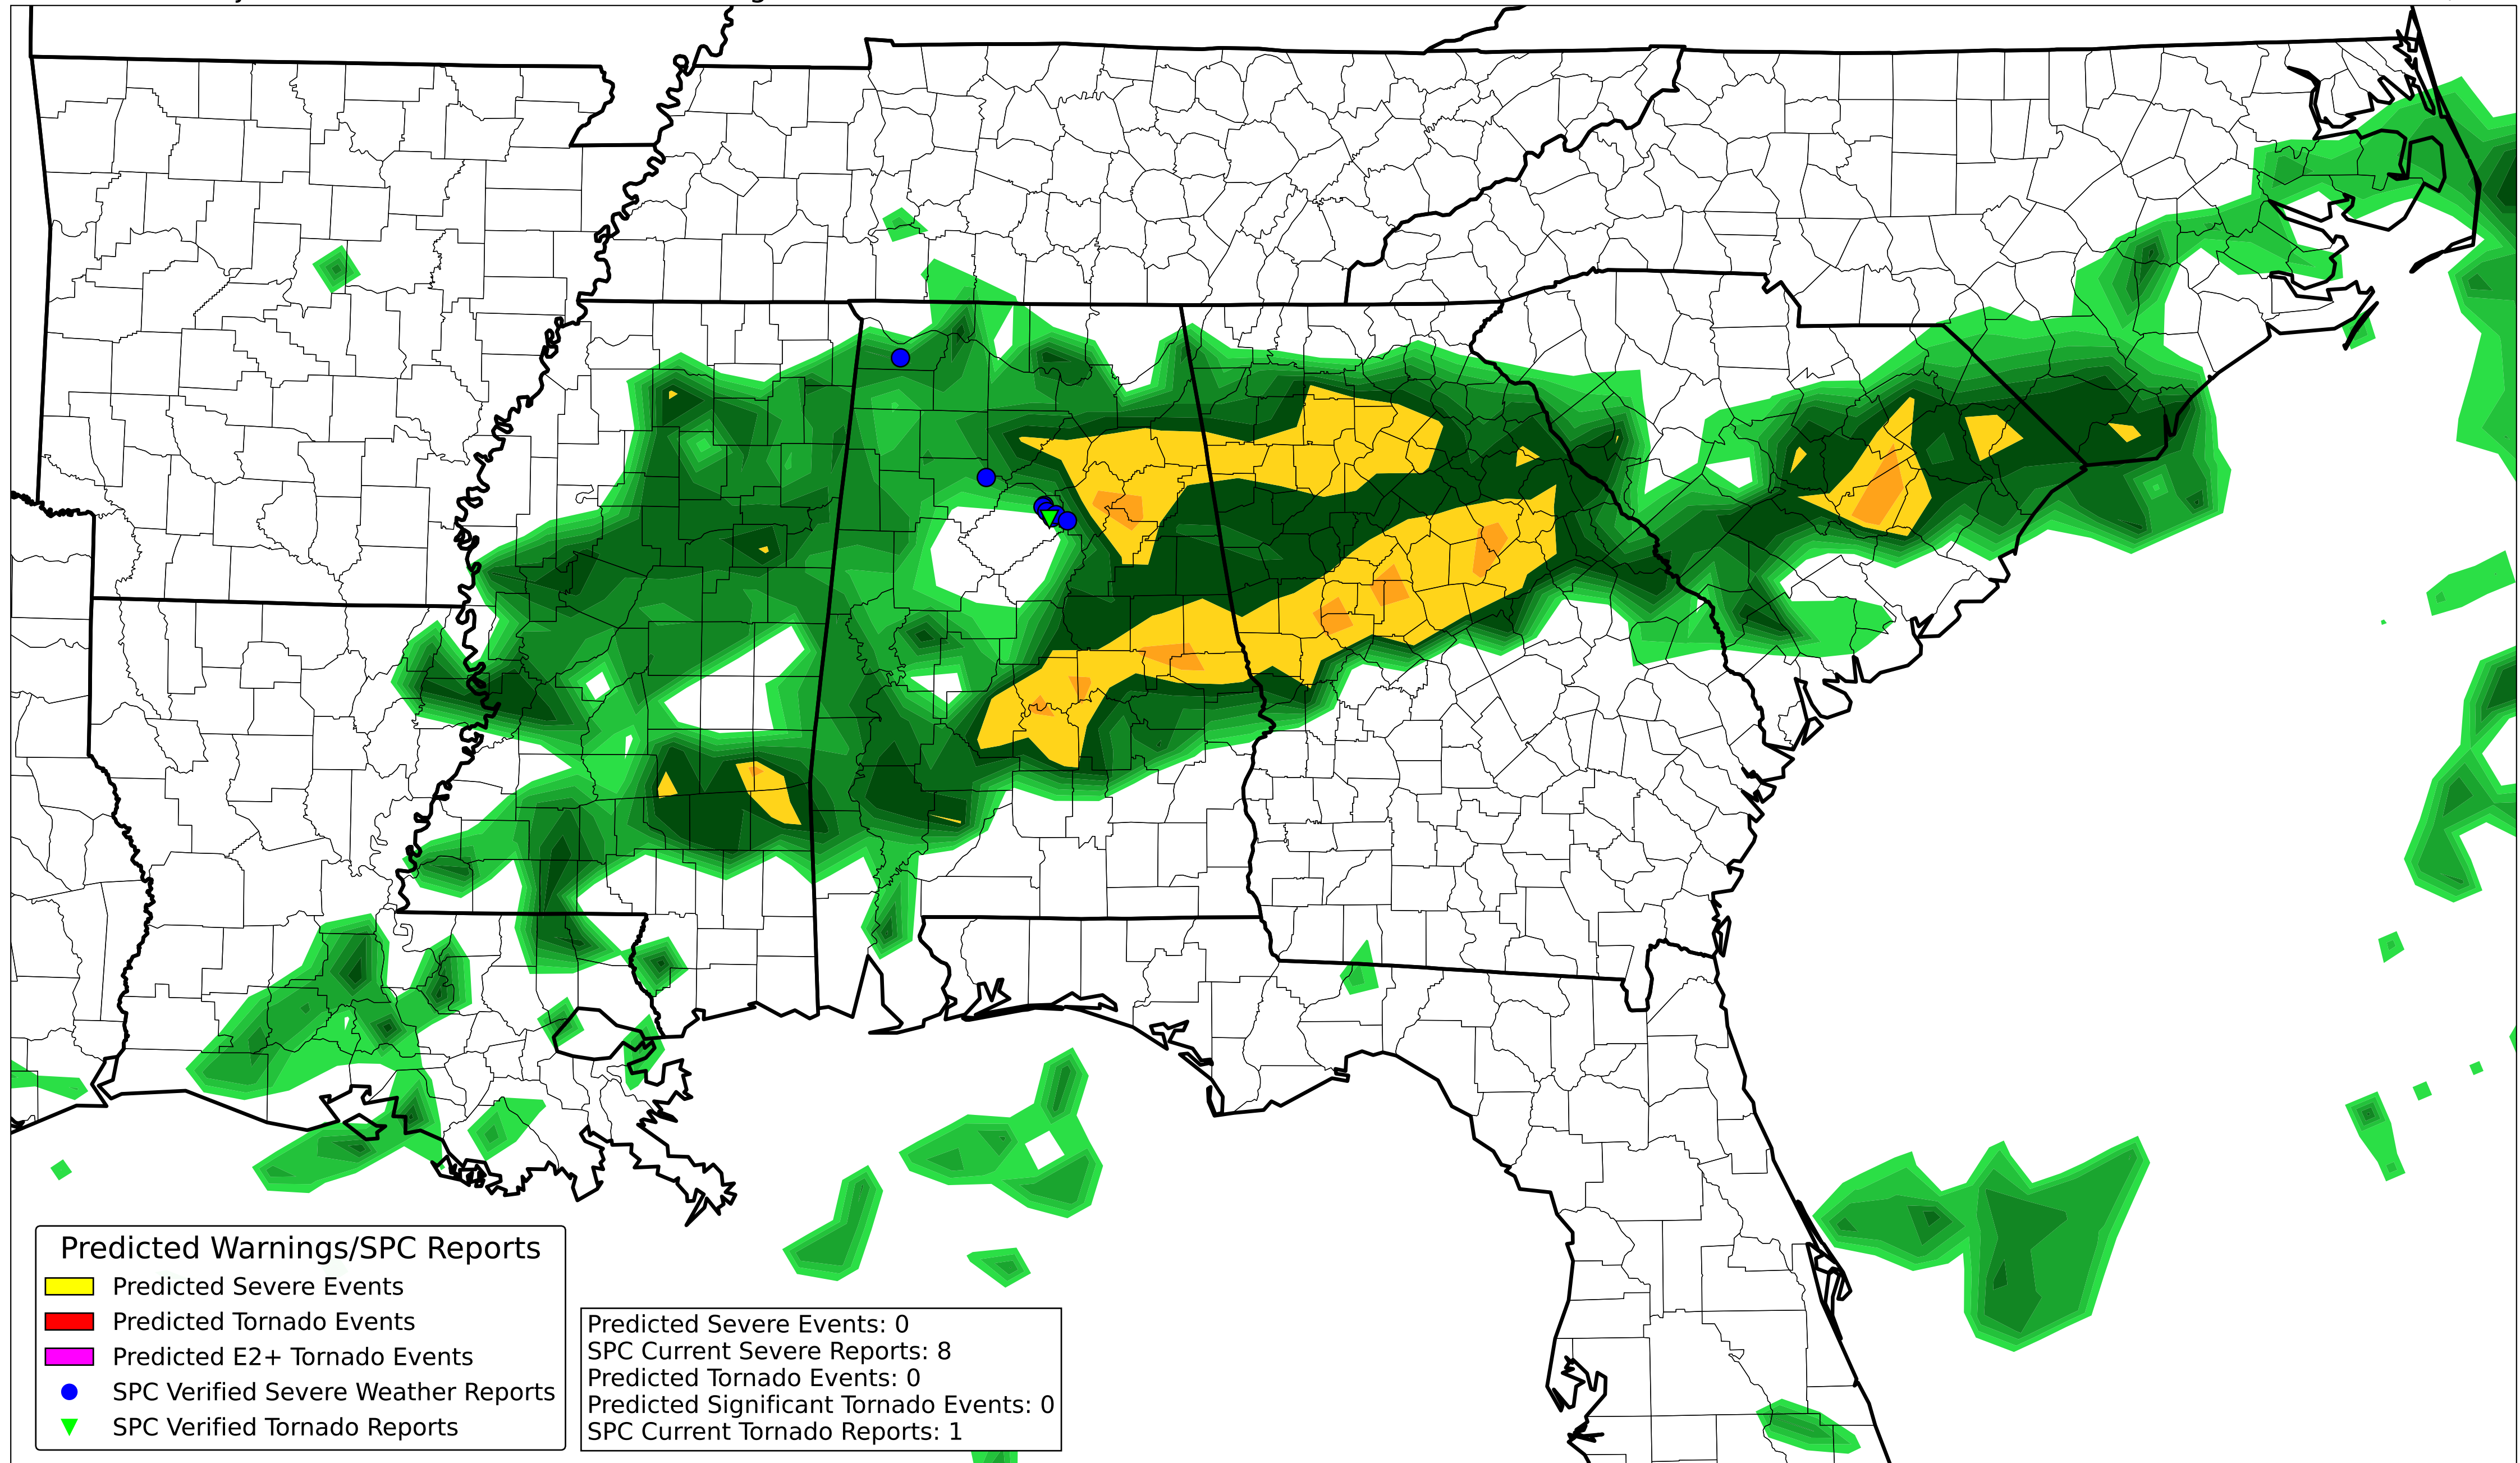 Predicted Warnings/SPC Reports
Predicted Severe Events
Predicted Tornado Events
Predicted E2+ Tornado Events
SPC Verified Severe Weather Reports
SPC Verified Tornado Reports
Predicted Severe Events: 0
SPC Current Severe Reports: 8
Predicted Tornado Events: 0
Predicted Significant Tornado Events: 0
SPC Current Tornado Reports: 1